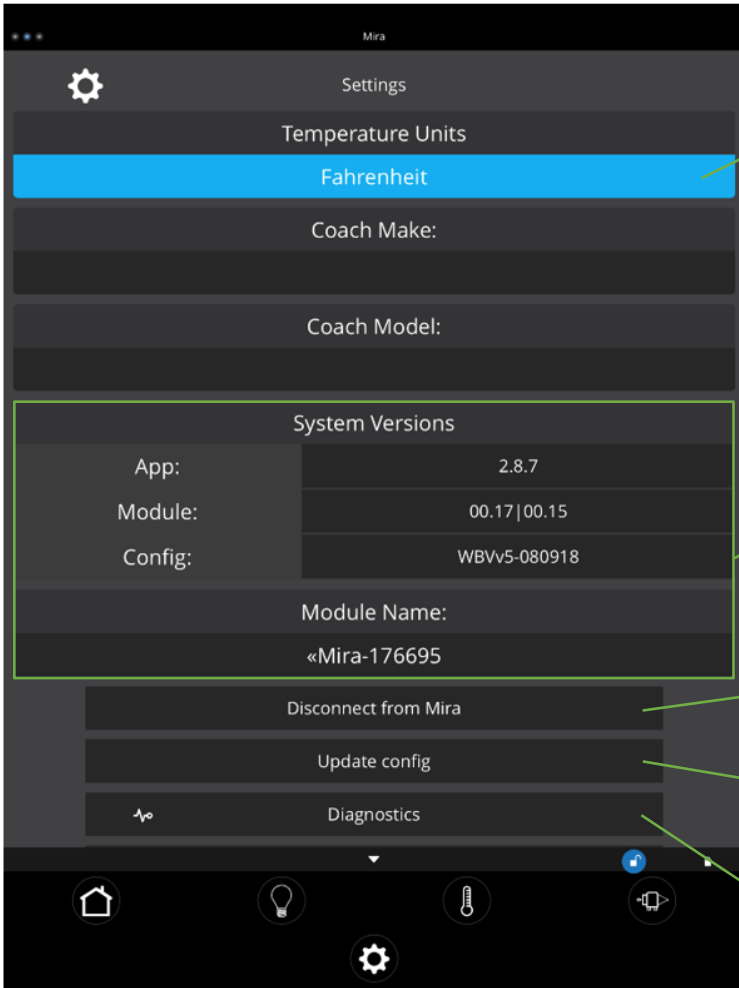 Mira
Settings
Temperature Units
Fahrenheit
Coach Make:
Coach Model:
System Versions
App: 2.8.7
Module: 00.17|00.15
Config: WBVv5-080918
Module Name:
«Mira-176695
Disconnect from Mira
Update config
Diagnostics